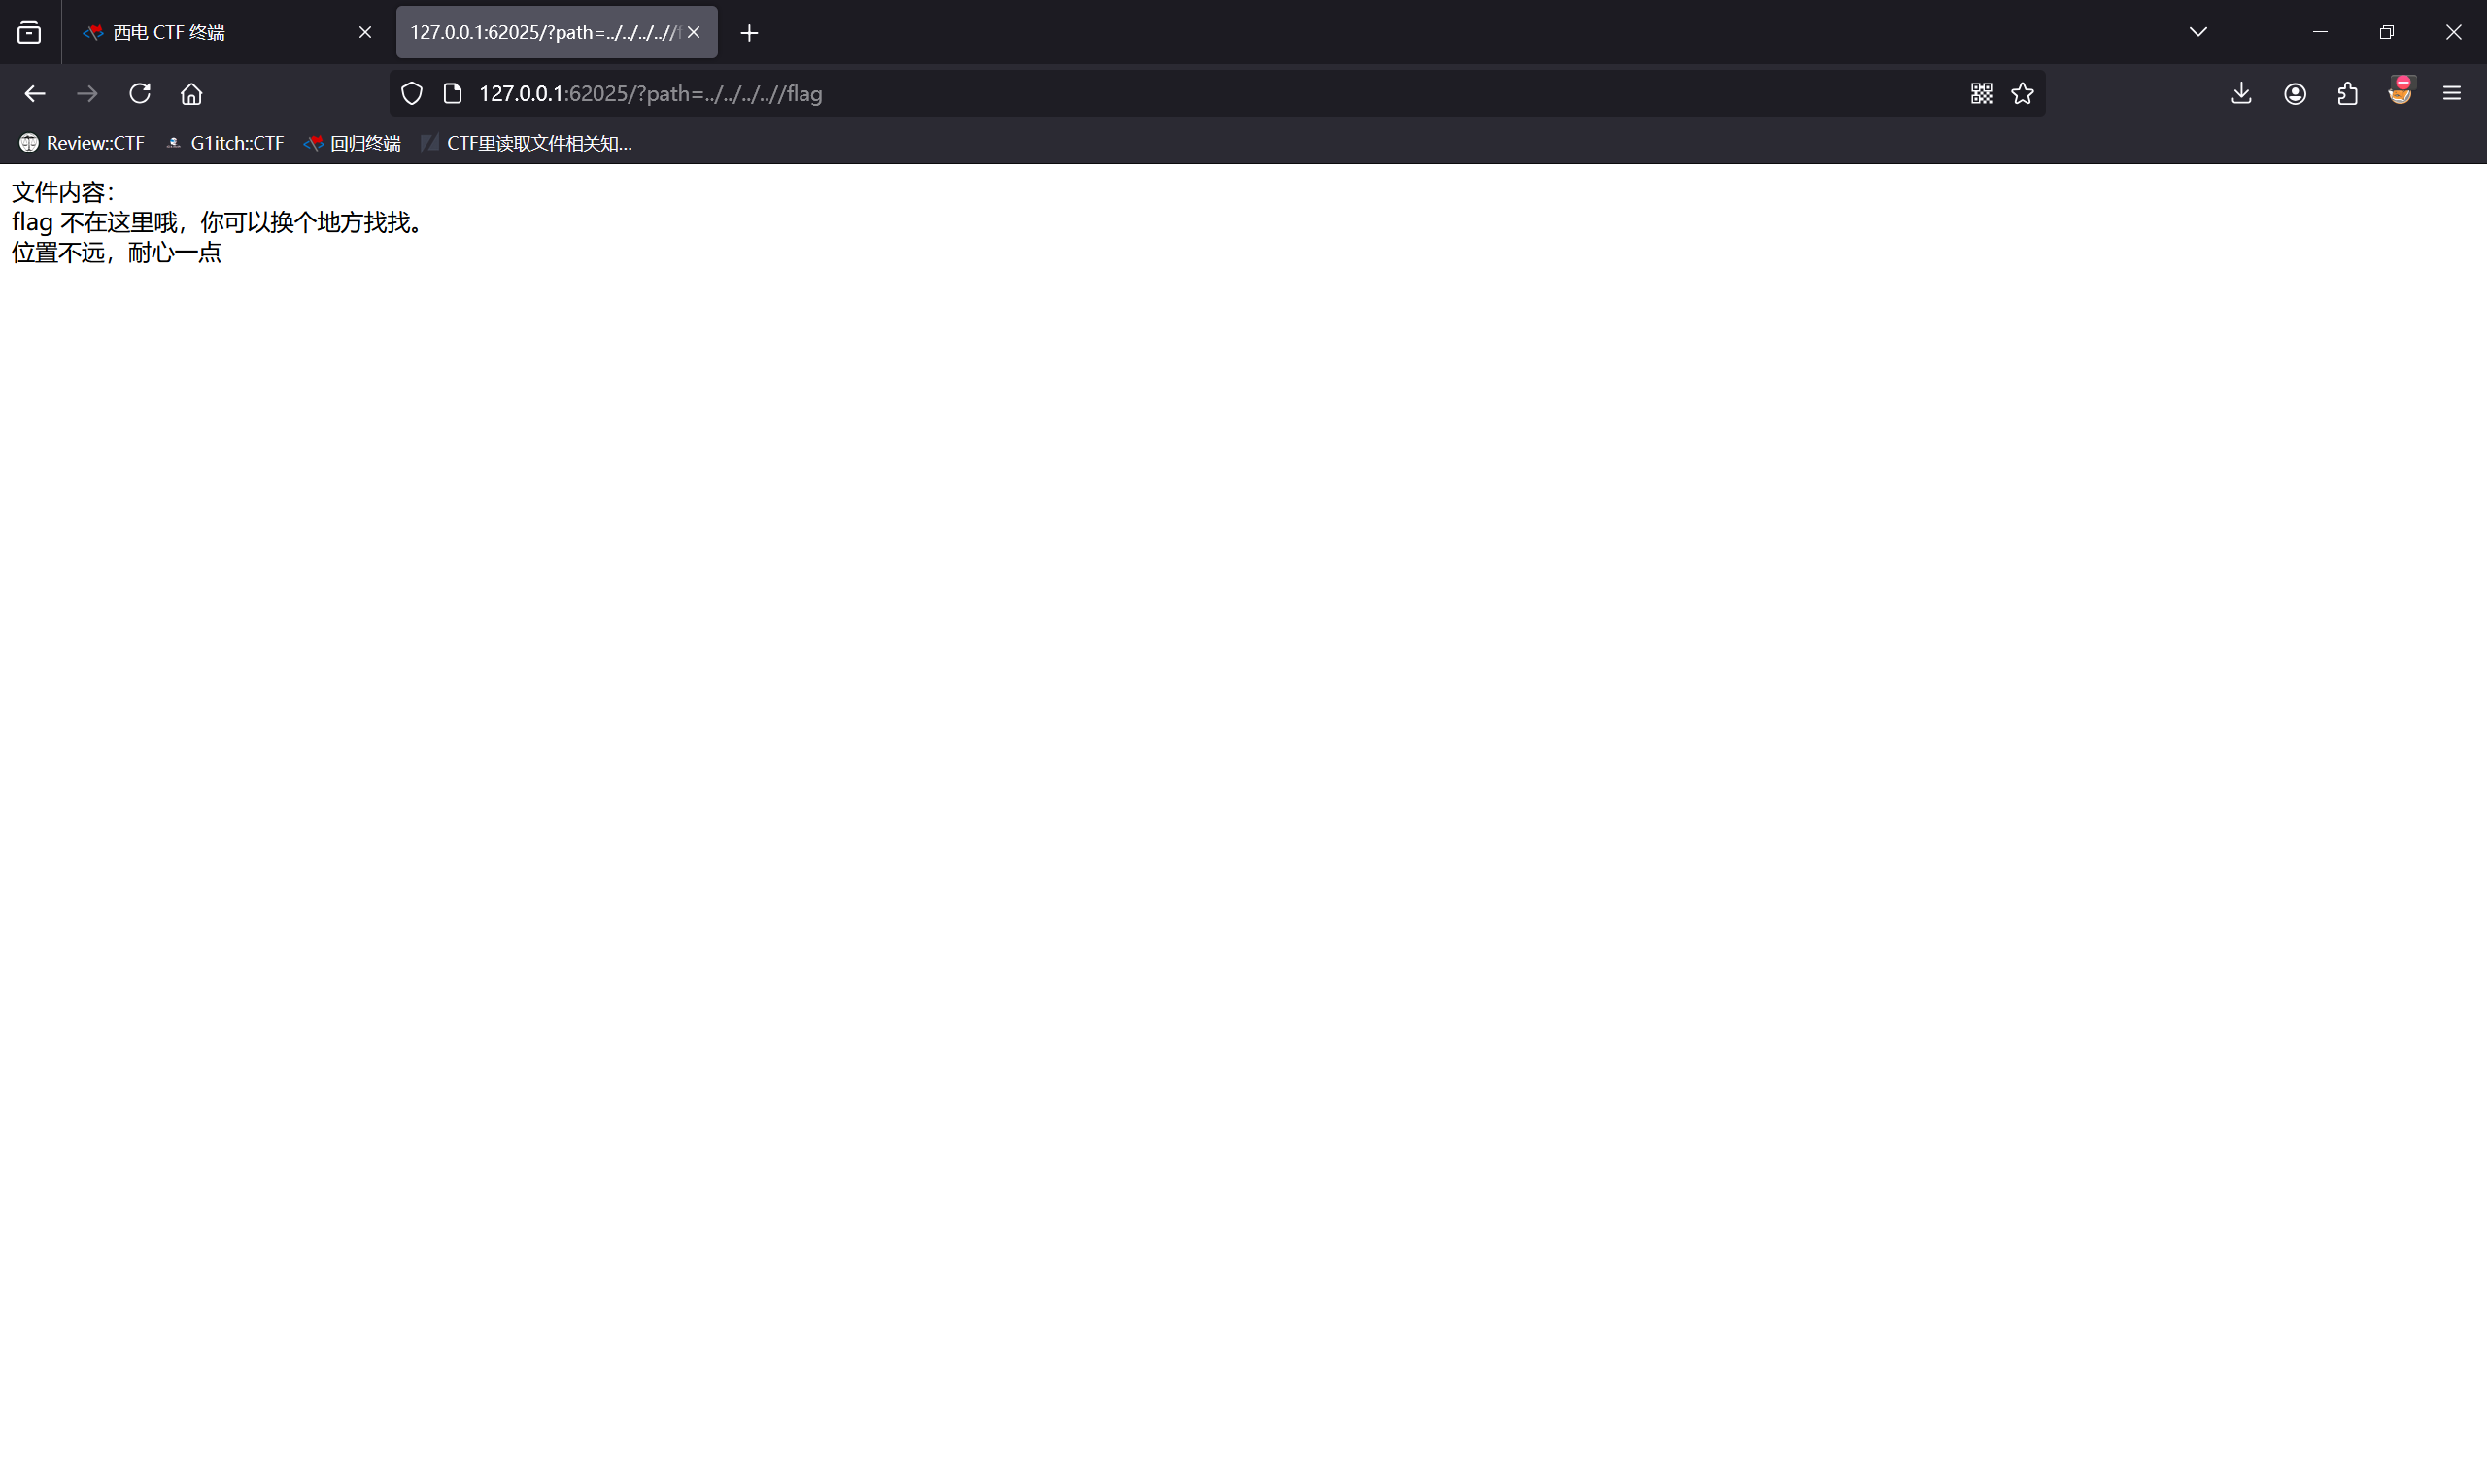 西电 CTF 终端
127.0.0.1:62025/?path=../../../..//f
127.0.0.1:62025/?path=../../../..//flag
Review::CTF
G1itch::CTF
回归终端
CTF里读取文件相关知...
文件内容：
flag 不在这里哦，你可以换个地方找找。
位置不远，耐心一点